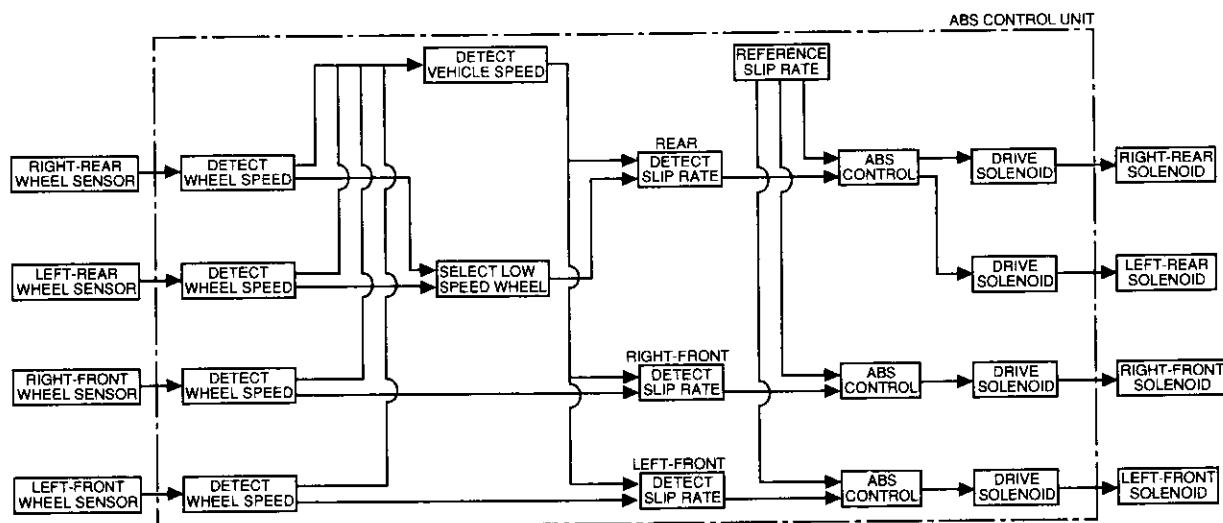 ABS CONTROL UNIT
DETECT
VEHICLE SPEED
REFERENCE
SLIP RATE
RIGHT-REAR
WHEEL SENSOR
DETECT
WHEEL SPEED
REAR
DETECT
SLIP RATE
ABS
CONTROL
DRIVE
SOLENOID
RIGHT-REAR
SOLENOID
LEFT-REAR
WHEEL SENSOR
DETECT
WHEEL SPEED
SELECT LOW
SPEED WHEEL
DRIVE
SOLENOID
LEFT-REAR
SOLENOID
RIGHT-FRONT
WHEEL SENSOR
DETECT
WHEEL SPEED
RIGHT-FRONT
DETECT
SLIP RATE
ABS
CONTROL
DRIVE
SOLENOID
RIGHT-FRONT
SOLENOID
LEFT-FRONT
WHEEL SENSOR
DETECT
WHEEL SPEED
LEFT-FRONT
DETECT
SLIP RATE
ABS
CONTROL
DRIVE
SOLENOID
LEFT-FRONT
SOLENOID